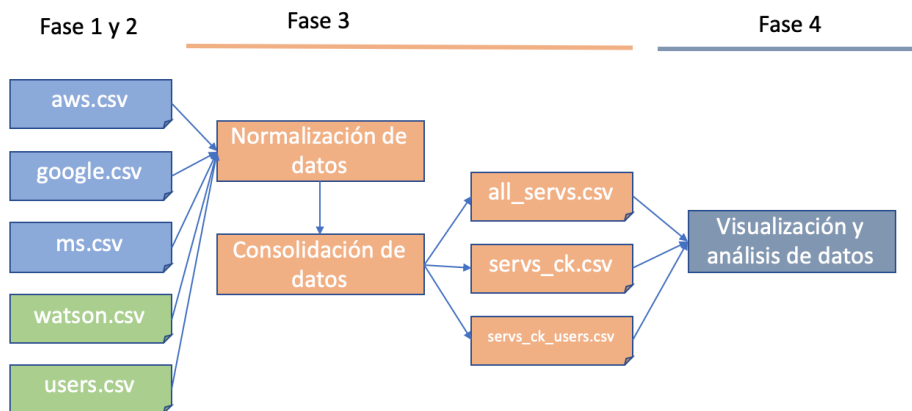 Fase 1 y 2
Fase 3
Fase 4
aws.csv
google.csv
ms.csv
watson.csv
users.csv
Normalización de
datos
Consolidación de
datos
all_servs.csv
servs_ck.csv
servs_ck_users.csv
Visualización y
análisis de datos